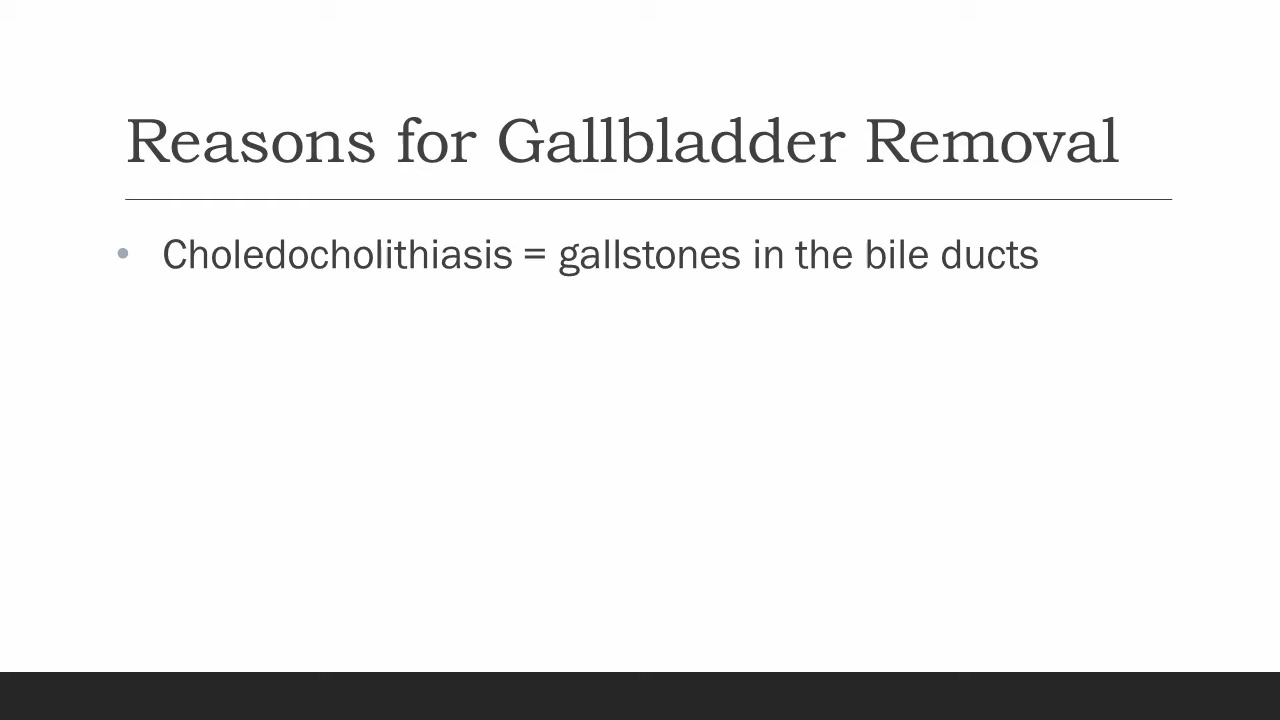 Reasons for Gallbladder Removal
• Choledocholithiasis = gallstones in the bile ducts